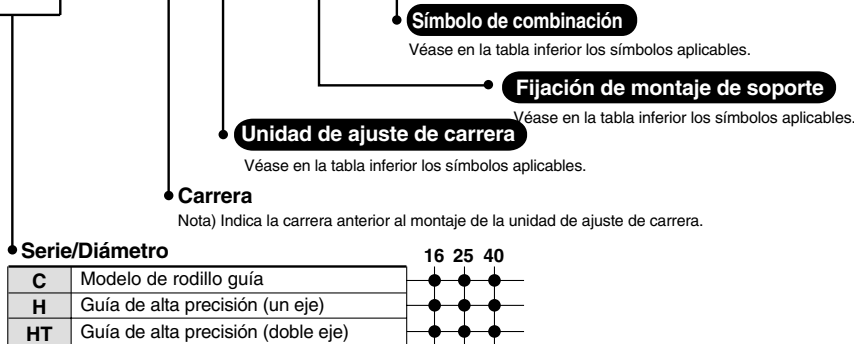 Símbolo de combinación
Véase en la tabla inferior los símbolos aplicables.
Fijación de montaje de soporte
Véase en la tabla inferior los símbolos aplicables.
Unidad de ajuste de carrera
Véase en la tabla inferior los símbolos aplicables.
Carrera
Nota) Indica la carrera anterior al montaje de la unidad de ajuste de carrera.
Serie/Diámetro
16 25 40
C Modelo de rodillo guía
H Guía de alta precisión (un eje)
HT Guía de alta precisión (doble eje)